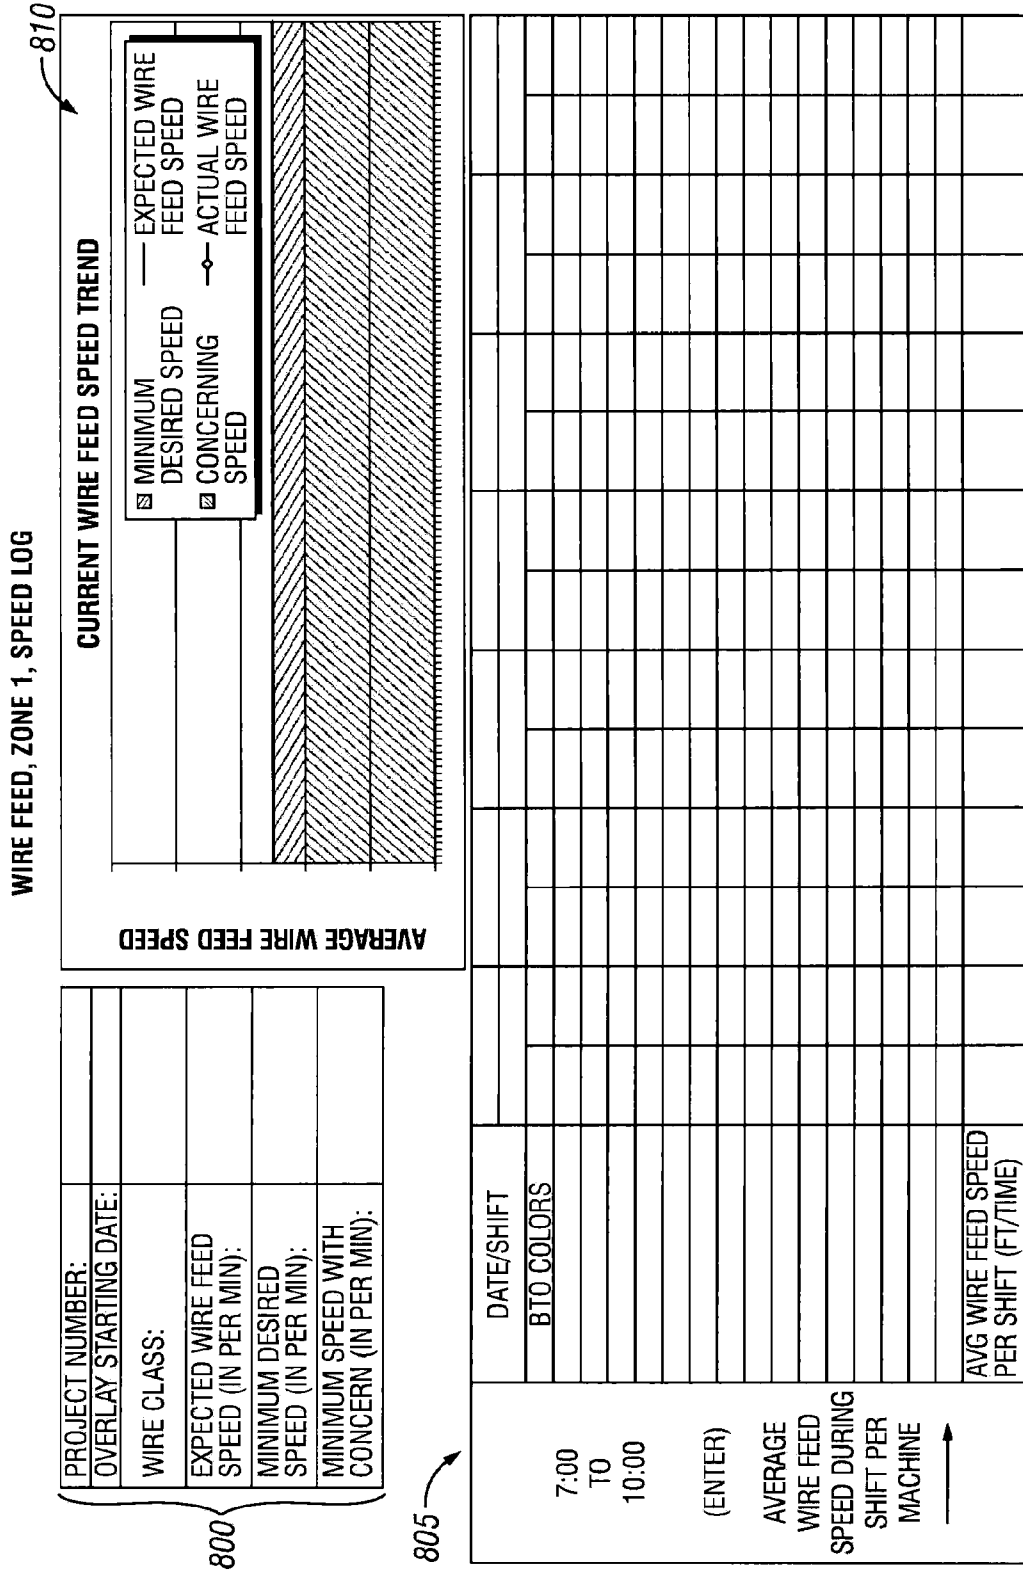 WIRE FEED, ZONE 1, SPEED LOG
PROJECT NUMBER:
OVERLAY STARTING DATE:
WIRE CLASS:
EXPECTED WIRE FEED
SPEED (IN PER MIN):
MINIMUM DESIRED
SPEED (IN PER MIN):
MINIMUM SPEED WITH
CONCERN (IN PER MIN):
800
CURRENT WIRE FEED SPEED TREND
810
AVERAGE WIRE FEED SPEED
MINIMUM
DESIRED SPEED
CONCERNING
SPEED
EXPECTED WIRE
FEED SPEED
ACTUAL WIRE
FEED SPEED
805
DATE/SHIFT
BTO COLORS
7:00
TO
10:00
(ENTER)
AVERAGE
WIRE FEED
SPEED DURING
SHIFT PER
MACHINE
AVG WIRE FEED SPEED
PER SHIFT (FT/TIME)